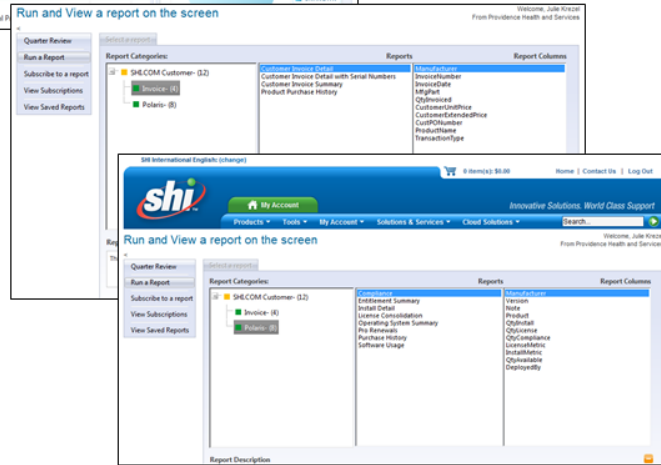 Run and View a report on the screen
Welcome, Julie Krezel
From Providence Health and Services
<
Quarter Review
Run a Report
Subscribe to a report
View Subscriptions
View Saved Reports
Select a report
Report Categories:
Reports
Report Columns
SHI.COM Customer- (12)
Invoice- (4)
Polaris- (8)
Customer Invoice Detail
Customer Invoice Detail with Serial Numbers
Customer Invoice Summary
Product Purchase History
Manufacturer
InvoiceNumber
InvoiceDate
MfgPart
QtyInvoiced
CustomerUnitPrice
CustomerExtendedPrice
CustPONumber
ProductName
TransactionType
SHI International English: (change)
0 item(s): $0.00
Home | Contact Us | Log Out
shi
My Account
Innovative Solutions. World Class Support
Products
Tools
My Account
Solutions & Services
Cloud Solutions
Search...
Run and View a report on the screen
Welcome, Julie Kreze
From Providence Health and Service
<
Quarter Review
Run a Report
Subscribe to a report
View Subscriptions
View Saved Reports
Select a report
Report Categories:
Reports
Report Columns
SHI.COM Customer- (12)
Invoice- (4)
Polaris- (8)
Compliance
Entitlement Summary
Install Detail
License Consolidation
Operating System Summary
Pro Renewals
Purchase History
Software Usage
Manufacturer
Version
Note
Product
QtyInstall
QtyLicense
QtyCompliance
LicenseMetric
InstallMetric
QtyAvailable
DeployedBy
Report Description